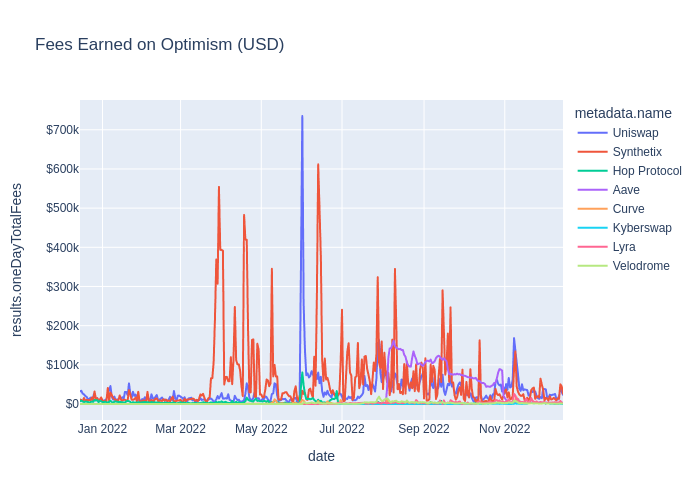 Fees Earned on Optimism (USD)
metadata.name
Uniswap
Synthetix
Hop Protocol
Aave
Curve
Kyberswap
Lyra
Velodrome
results.oneDayTotalFees
$700k
$600k
$500k
$400k
$300k
$200k
$100k
$0
Jan 2022
Mar 2022
May 2022
Jul 2022
Sep 2022
Nov 2022
date